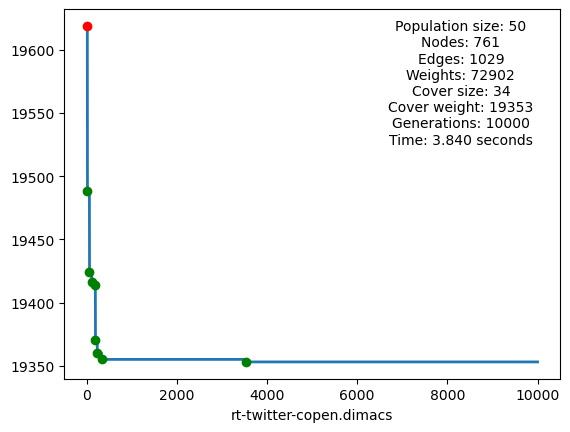 Population size: 50
Nodes: 761
Edges: 1029
Weights: 72902
Cover size: 34
Cover weight: 19353
Generations: 10000
Time: 3.840 seconds
19600
19550
19500
19450
19400
19350
0 2000 4000 6000 8000 10000
rt-twitter-copen.dimacs